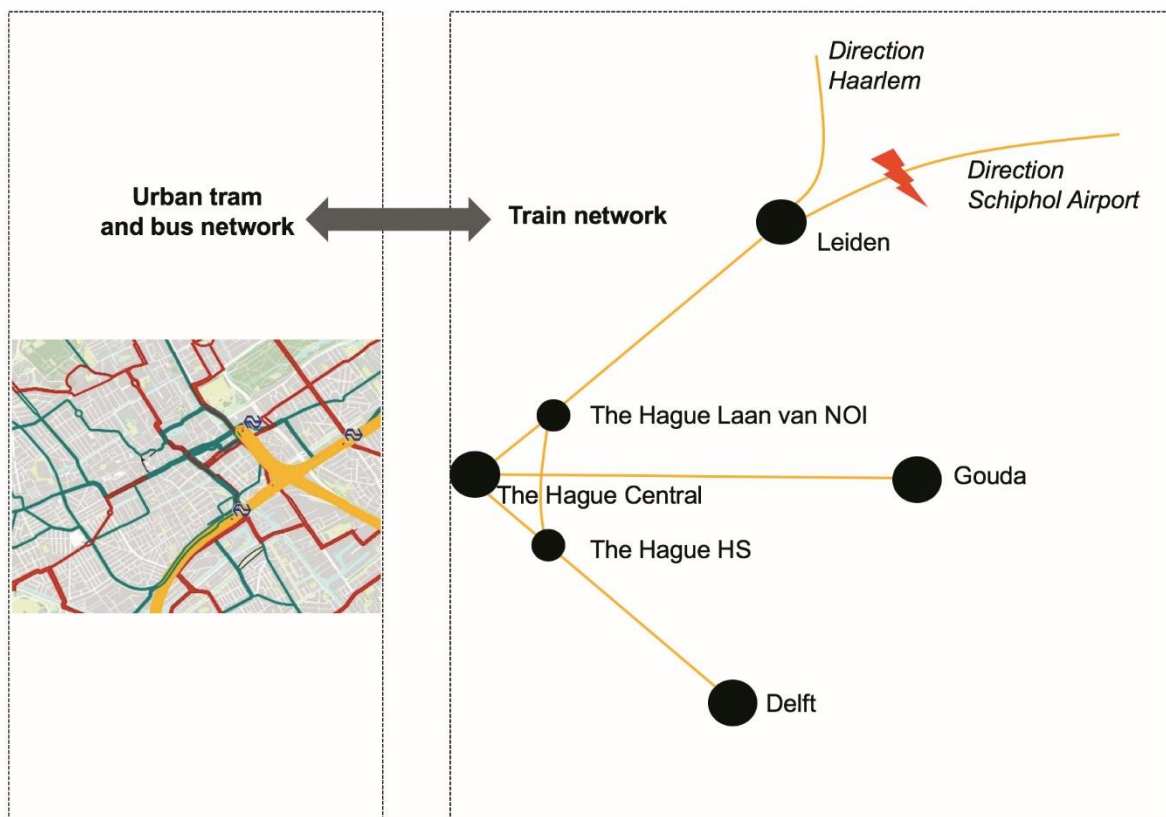 Urban tram
and bus network
Train network
Direction
Haarlem
Direction
Schiphol Airport
Leiden
The Hague Laan van NOI
The Hague Central
Gouda
The Hague HS
Delft